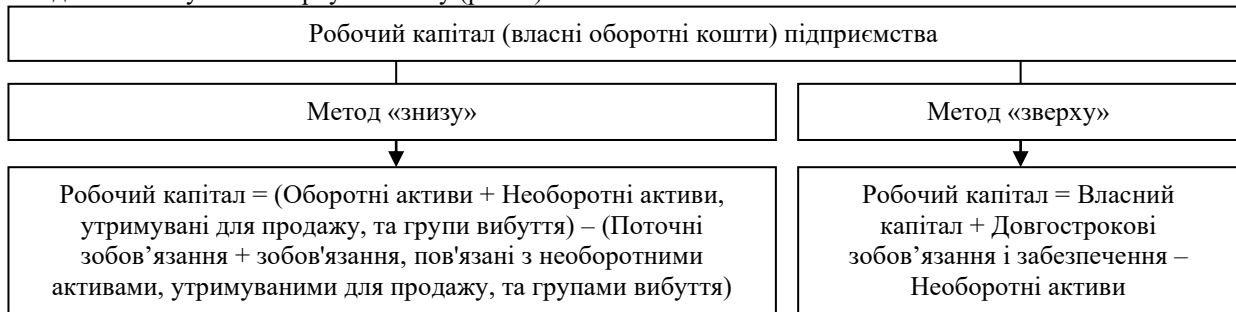 Робочий капітал (власні оборотні кошти) підприємства
Метод «знизу»
Метод «зверху»
Робочий капітал = (Оборотні активи + Необоротні активи,
утримувані для продажу, та групи вибуття) – (Поточні
зобов’язання + зобов'язання, пов'язані з необоротними
активами, утримуваними для продажу, та групами вибуття)
Робочий капітал = Власний
капітал + Довгострокові
зобов’язання і забезпечення –
Необоротні активи